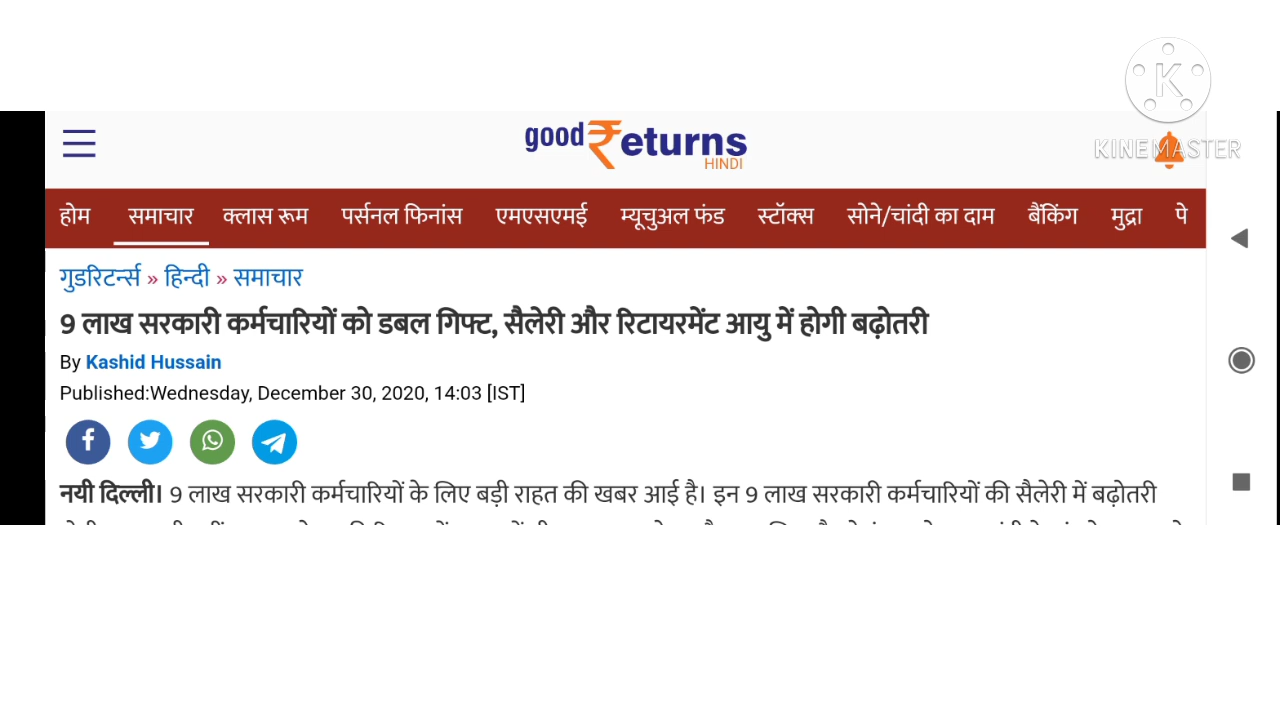 K
KINEMASTER
good ₹eturns
HINDI
होम समाचार क्लास रूम पर्सनल फिनांस एमएसएमई म्यूचुअल फंड स्टॉक्स सोने/चांदी का दाम बैंकिंग मुद्रा पे
गुडरिटर्न्स » हिन्दी » समाचार
9 लाख सरकारी कर्मचारियों को डबल गिफ्ट, सैलेरी और रिटायरमेंट आयु में होगी बढ़ोतरी
By Kashid Hussain
Published:Wednesday, December 30, 2020, 14:03 [IST]
नयी दिल्ली। 9 लाख सरकारी कर्मचारियों के लिए बड़ी राहत की खबर आई है। इन 9 लाख सरकारी कर्मचारियों की सैलेरी में बढ़ोतरी